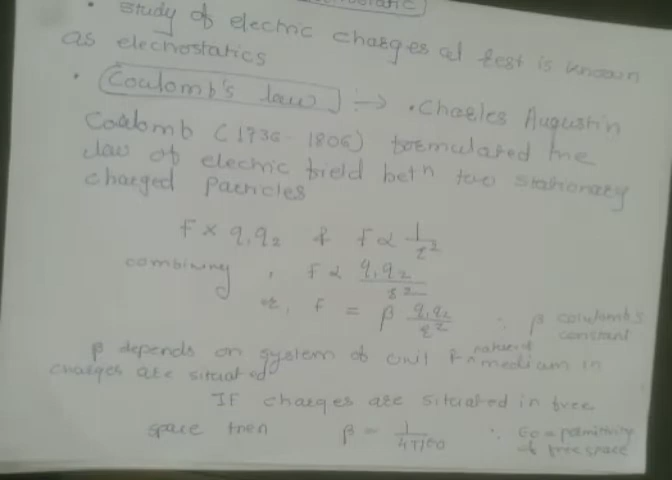 • Study of electric charges at rest is known
as electrostatics
• Coulomb's law :→ • Charles Augustin
Coulomb (1736-1806) formulated the
law of electric field betn two stationary
charged Particles
F ∝ q1q2 & F ∝ 1/r2
combining, F ∝ q1q2/r2
or, F = β q1q2/r2 ∵ β coulomb's constant
β depends on system of unit & nature of medium in
charges are situated
IF charges are situated in free
space then β = 1/4πε0 ∵ ε0 = permitivity of free space